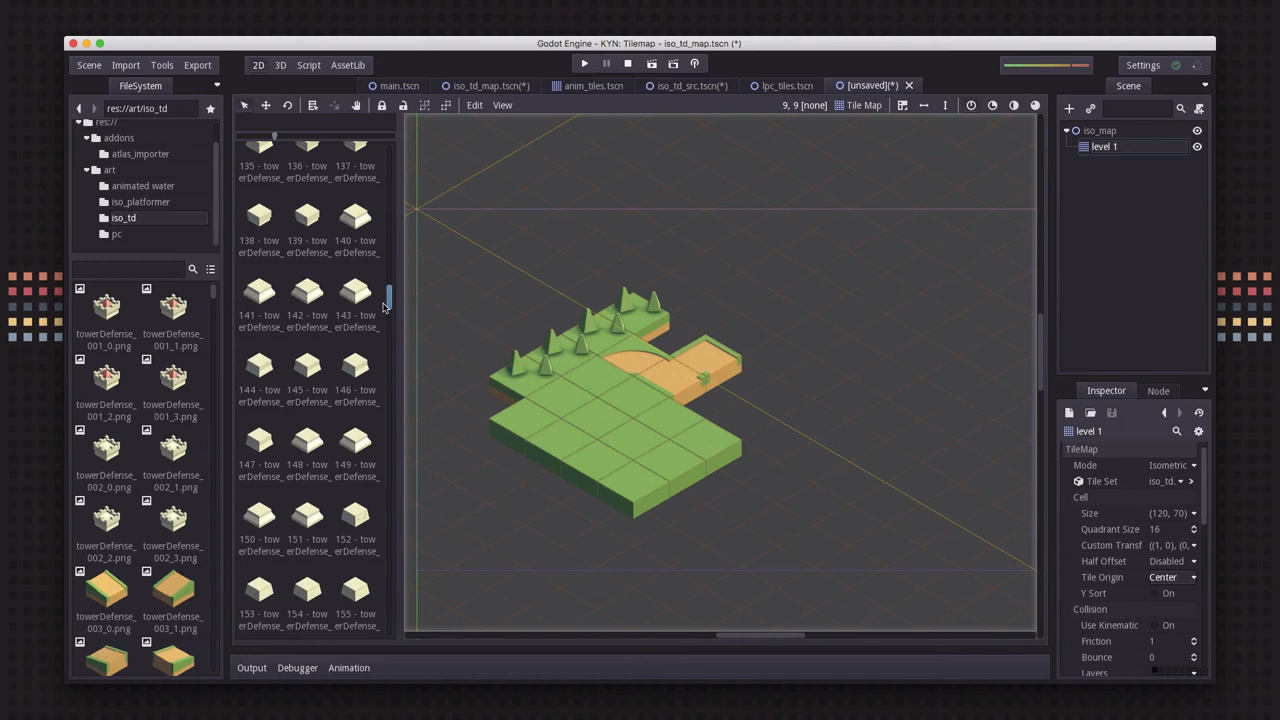 Godot Engine - KYN: Tilemap - iso_td_map.tscn (*)
Scene Import Tools Export
2D 3D Script AssetLib
Settings
FileSystem
main.tscn
iso_td_map.tscn(*)
anim_tiles.tscn
iso_td_src.tscn(*)
lpc_tiles.tscn
[unsaved](*)
Scene
res://art/iso_td
Edit View
9, 9 [none]
Tile Map
res://
addons
atlas_importer
art
animated water
iso_platformer
iso_td
pc
towerDefense_
001_0.png
towerDefense_
001_1.png
towerDefense_
001_2.png
towerDefense_
001_3.png
towerDefense_
002_0.png
towerDefense_
002_1.png
towerDefense_
002_2.png
towerDefense_
002_3.png
towerDefense_
003_0.png
towerDefense_
003_1.png
135 - tow
erDefense_
136 - tow
erDefense_
137 - tow
erDefense_
138 - tow
erDefense_
139 - tow
erDefense_
140 - tow
erDefense_
141 - tow
erDefense_
142 - tow
erDefense_
143 - tow
erDefense_
144 - tow
erDefense_
145 - tow
erDefense_
146 - tow
erDefense_
147 - tow
erDefense_
148 - tow
erDefense_
149 - tow
erDefense_
150 - tow
erDefense_
151 - tow
erDefense_
152 - tow
erDefense_
153 - tow
erDefense_
154 - tow
erDefense_
155 - tow
erDefense_
Output Debugger Animation
iso_map
level 1
Inspector Node
level 1
TileMap
Mode Isometric
Tile Set iso_td.
Cell
Size (120, 70)
Quadrant Size 16
Custom Transf ((1, 0), (0,
Half Offset Disabled
Tile Origin Center
Y Sort On
Collision
Use Kinematic On
Friction 1
Bounce 0
Layers